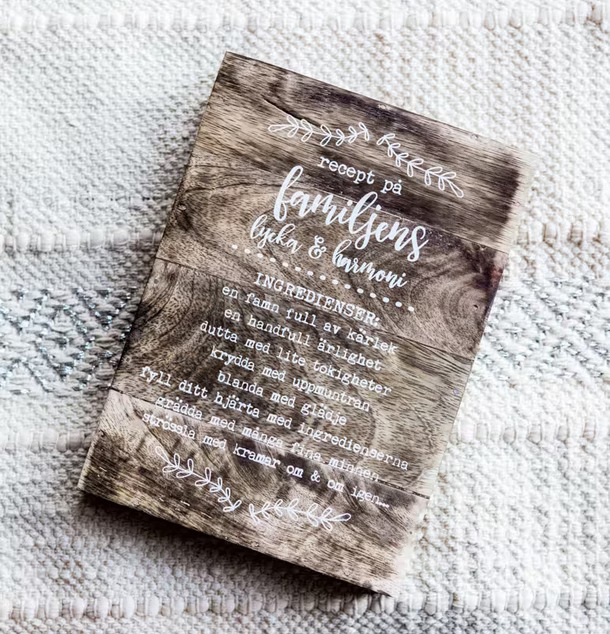 recept på
familjens
lycka & harmoni
INGREDIENSER:
en famn full av kärlek
en handfull ärlighet
dutta med lite tokigheter
krydda med uppmuntran
blanda med glädje
fyll ditt hjärta med ingredienserna
grädda med många fina minnen
strössla med kramar om & om igen...